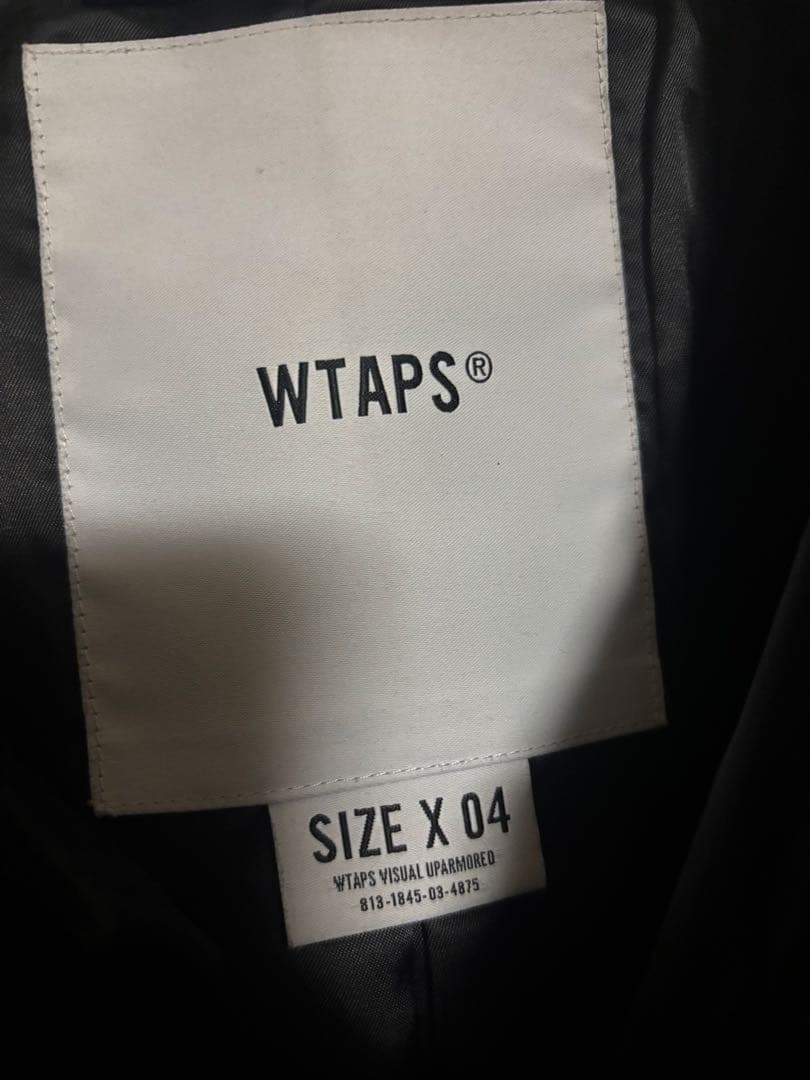 WTAPS®
SIZE X 04
WTAPS VISUAL UPARMORED
813-1845-03-4875